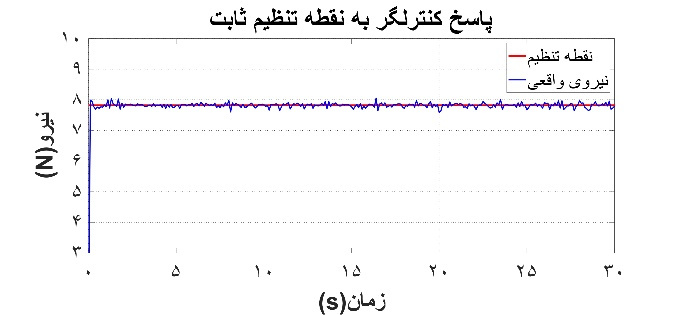 پاسخ کنترلگر به نقطه تنظیم ثابت
نقطه تنظیم
نیروی واقعی
نیرو(N)
۱۰
۹
۸
۷
۶
۵
۴
۳
۰ ۵ ۱۰ ۱۵ ۲۰ ۲۵ ۳۰
زمان(s)